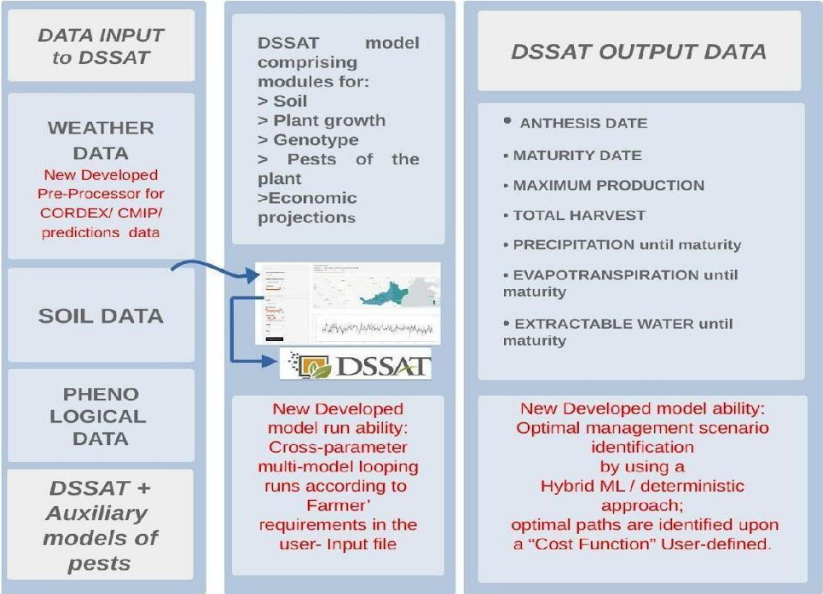 DATA INPUT
to DSSAT
WEATHER
DATA
New Developed
Pre-Processor for
CORDEX/ CMIP/
predictions data
SOIL DATA
PHENO
LOGICAL
DATA
DSSAT +
Auxiliary
models of
pests
DSSAT model
comprising
modules for:
> Soil
> Plant growth
> Genotype
> Pests of the
plant
>Economic
projections
DSSAT
New Developed
model run ability:
Cross-parameter
multi-model looping
runs according to
Farmer’
requirements in the
user- Input file
DSSAT OUTPUT DATA
• ANTHESIS DATE
• MATURITY DATE
• MAXIMUM PRODUCTION
• TOTAL HARVEST
• PRECIPITATION until maturity
• EVAPOTRANSPIRATION until
maturity
• EXTRACTABLE WATER until
maturity
New Developed model ability:
Optimal management scenario
identification
by using a
Hybrid ML / deterministic
approach;
optimal paths are identified upon
a “Cost Function” User-defined.